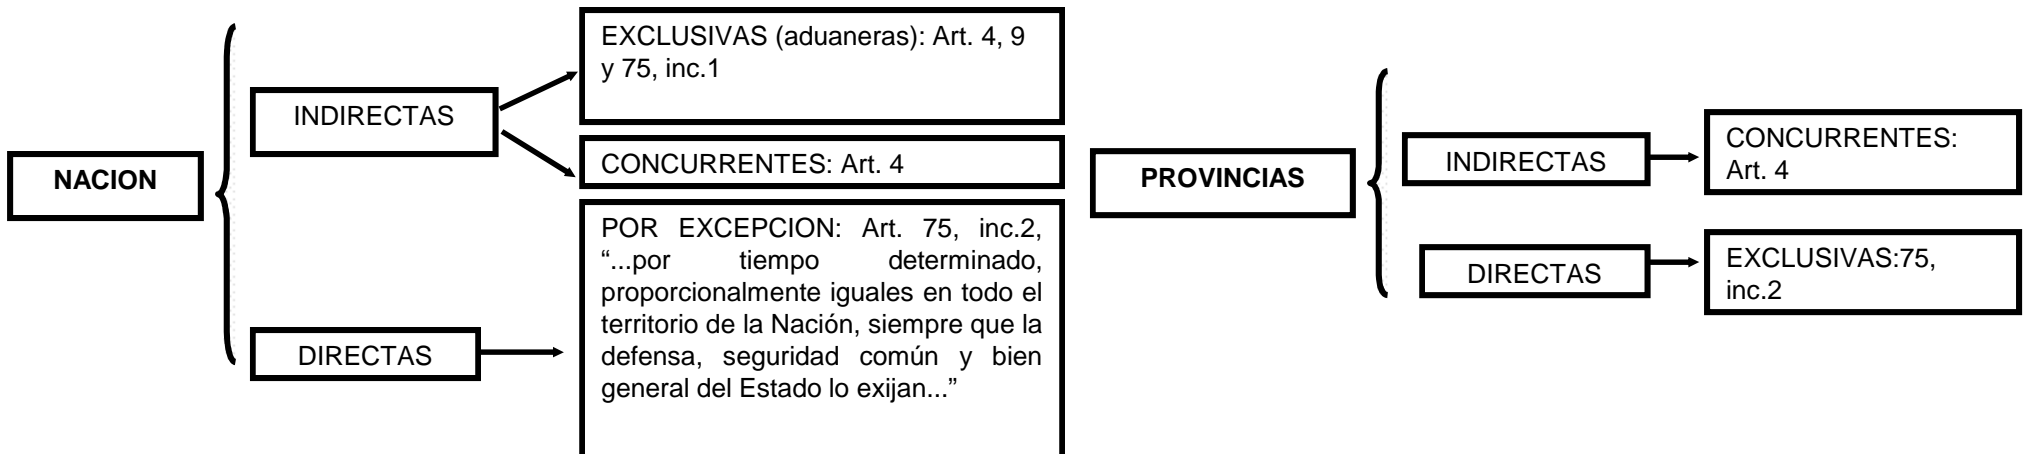 NACION
INDIRECTAS
EXCLUSIVAS (aduaneras): Art. 4, 9
y 75, inc.1
CONCURRENTES: Art. 4
DIRECTAS
POR EXCEPCION: Art. 75, inc.2,
“...por tiempo determinado,
proporcionalmente iguales en todo el
territorio de la Nación, siempre que la
defensa, seguridad común y bien
general del Estado lo exijan...”
PROVINCIAS
INDIRECTAS
CONCURRENTES:
Art. 4
DIRECTAS
EXCLUSIVAS:75,
inc.2